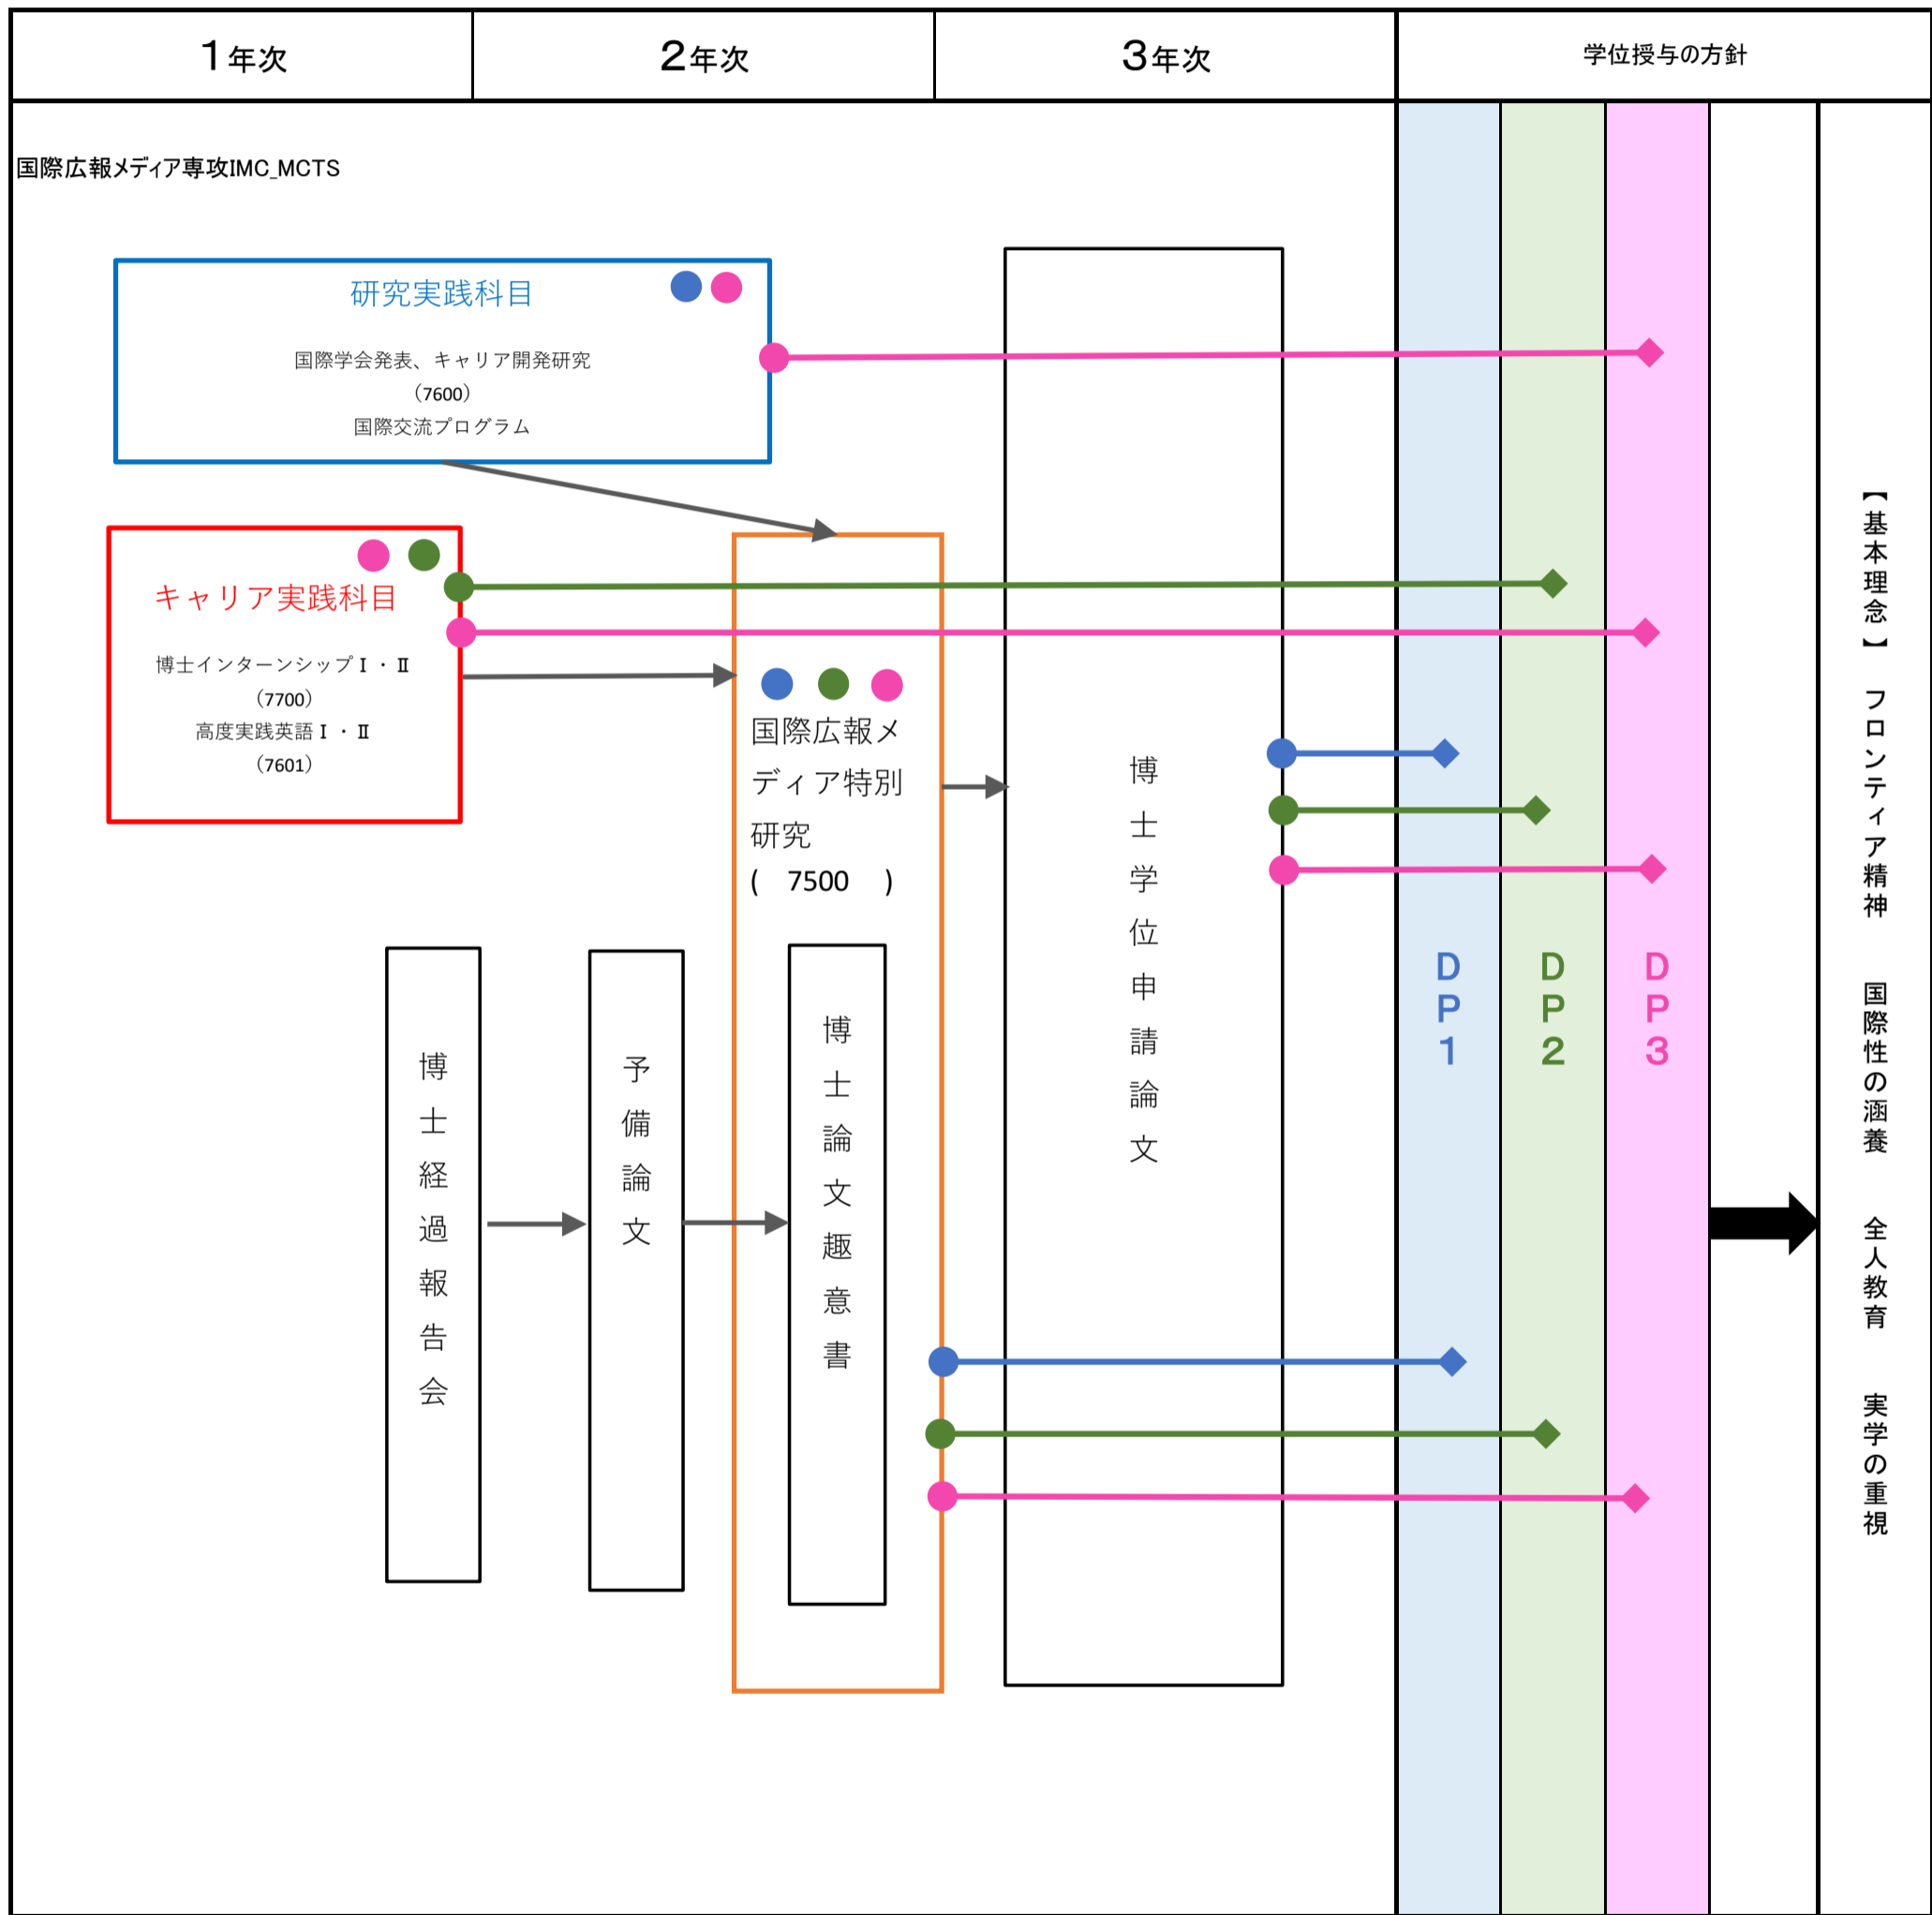 １年次
２年次
３年次
学位授与の方針
国際広報メディア専攻IMC_MCTS
研究実践科目
国際学会発表、キャリア開発研究
（7600）
国際交流プログラム
キャリア実践科目
博士インターンシップⅠ・Ⅱ
（7700）
高度実践英語Ⅰ・Ⅱ
（7601）
国際広報メ
ディア特別
研究
(　7500　)
博士経過報告会
予備論文
博士論文趣意書
博士学位申請論文
DP1
DP2
DP3
【基本理念】　フロンティア精神　国際性の涵養　全人教育　実学の重視